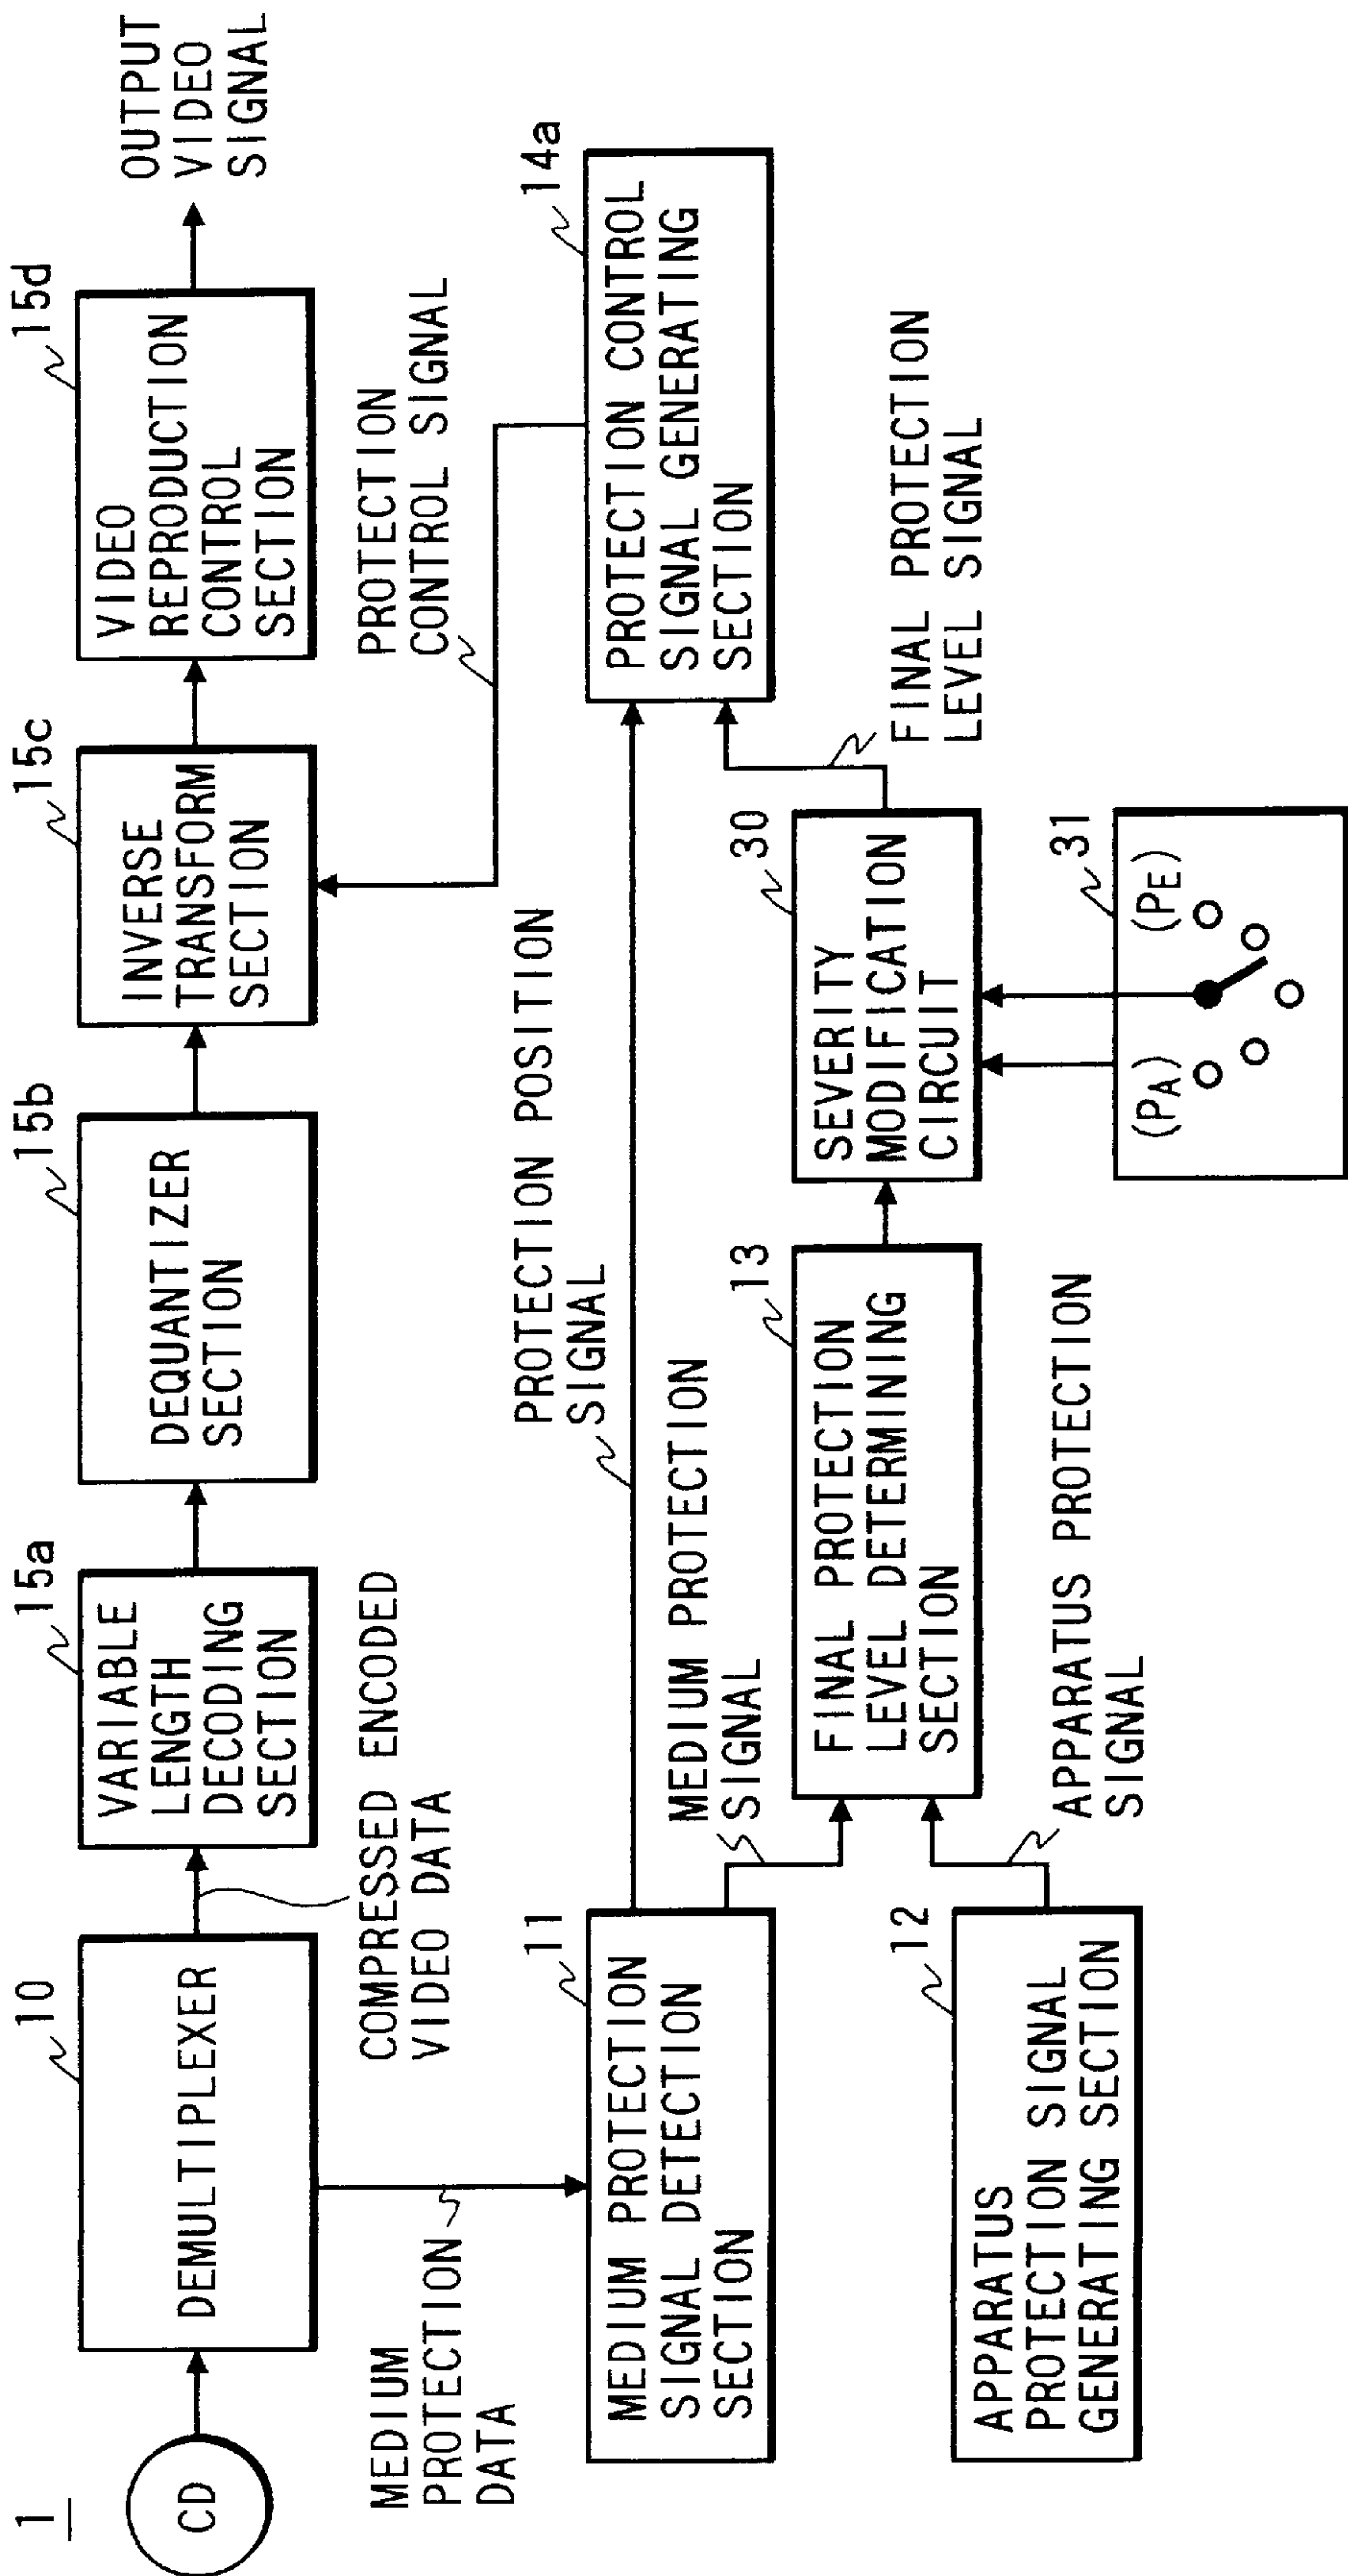 1
CD
10
DEMULTIPLEXER
COMPRESSED ENCODED
VIDEO DATA
15a
VARIABLE
LENGTH
DECODING
SECTION
15b
DEQUANTIZER
SECTION
15c
INVERSE
TRANSFORM
SECTION
15d
VIDEO
REPRODUCTION
CONTROL
SECTION
OUTPUT
VIDEO
SIGNAL
MEDIUM
PROTECTION
DATA
11
MEDIUM PROTECTION
SIGNAL DETECTION
SECTION
PROTECTION POSITION
SIGNAL
PROTECTION
CONTROL SIGNAL
14a
PROTECTION CONTROL
SIGNAL GENERATING
SECTION
MEDIUM PROTECTION
SIGNAL
12
APPARATUS
PROTECTION SIGNAL
GENERATING SECTION
APPARATUS PROTECTION
SIGNAL
13
FINAL PROTECTION
LEVEL DETERMINING
SECTION
30
SEVERITY
MODIFICATION
CIRCUIT
FINAL PROTECTION
LEVEL SIGNAL
31
(PA)
(PE)